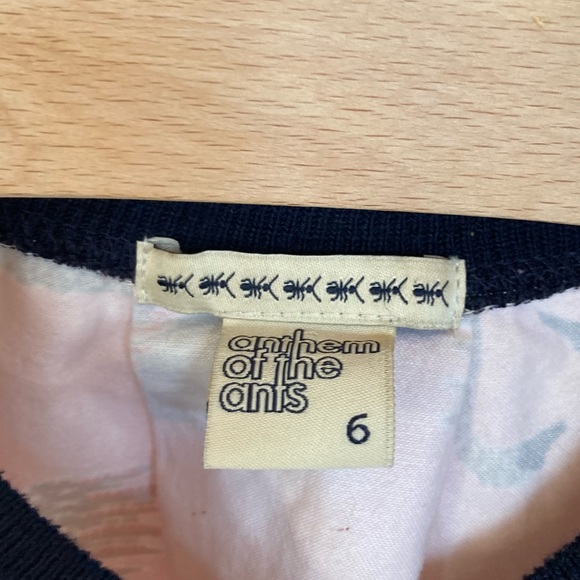 anthem
of the
ants
6